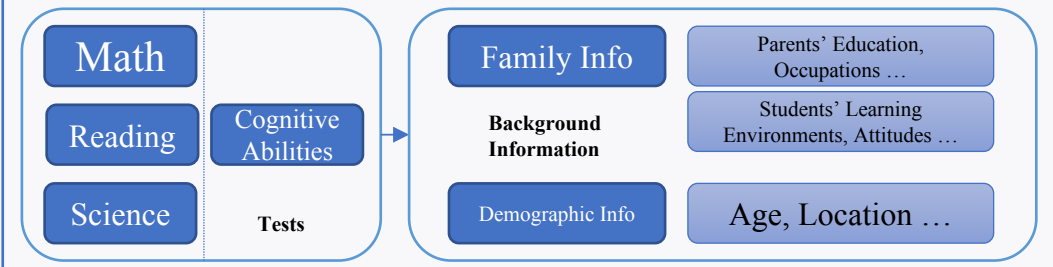 Math
Reading
Science
Cognitive
Abilities
Tests
Family Info
Background
Information
Demographic Info
Parents’ Education,
Occupations …
Students’ Learning
Environments, Attitudes …
Age, Location …